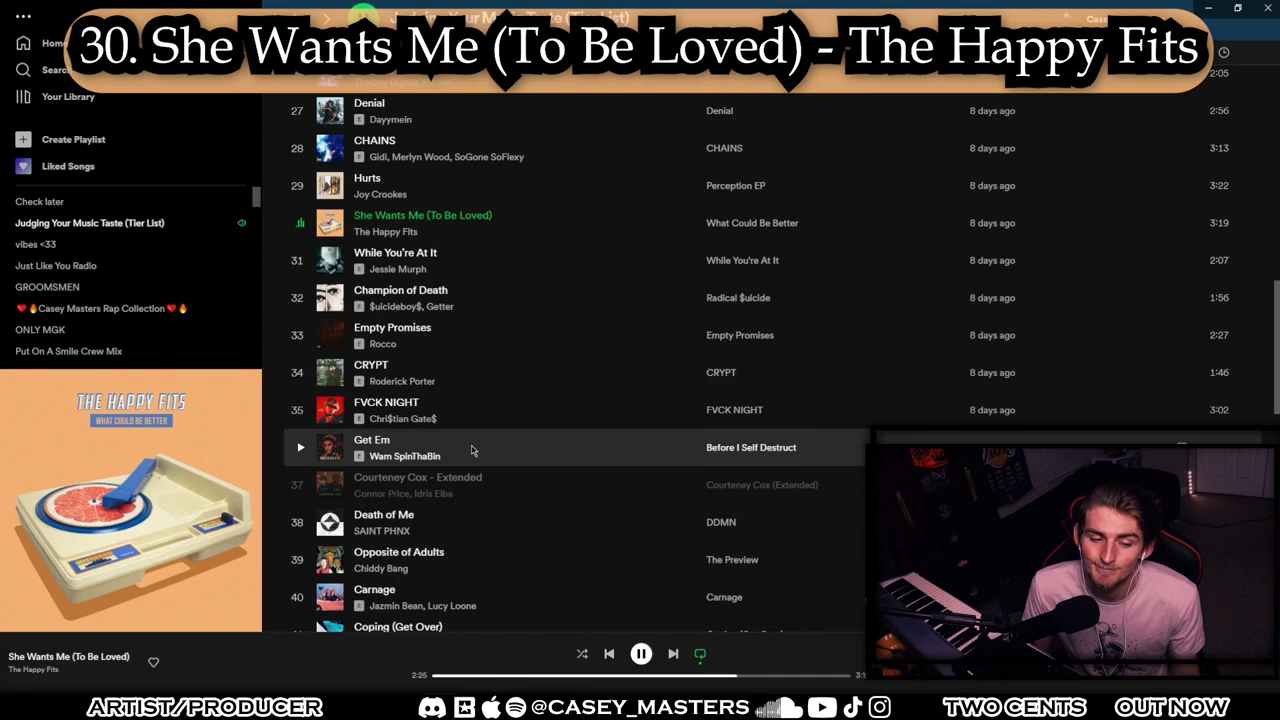 30. She Wants Me (To Be Loved) - The Happy Fits
Your Library
Create Playlist
Liked Songs
Check later
Judging Your Music Taste (Tier List)
vibes <33
Just Like You Radio
GROOMSMEN
❤️🔥Casey Masters Rap Collection❤️🔥
ONLY MGK
Put On A Smile Crew Mix
THE HAPPY FITS
WHAT COULD BE BETTER
2:05
27 Denial Denial 8 days ago 2:56
E Dayymein
28 CHAINS CHAINS 8 days ago 3:13
E Gidi, Merlyn Wood, SoGone SoFlexy
29 Hurts Perception EP 8 days ago 3:22
Joy Crookes
She Wants Me (To Be Loved) What Could Be Better 8 days ago 3:19
The Happy Fits
31 While You're At It While You're At It 8 days ago 2:07
E Jessie Murph
32 Champion of Death Radical $uicide 8 days ago 1:56
E $uicideboy$, Getter
33 Empty Promises Empty Promises 8 days ago 2:27
E Rocco
34 CRYPT CRYPT 8 days ago 1:46
E Roderick Porter
35 FVCK NIGHT FVCK NIGHT 8 days ago 3:02
E Chri$tian Gate$
Get Em Before I Self Destruct
E Wam SpinThaBin
37 Courteney Cox - Extended Courteney Cox (Extended)
Connor Price, Idris Elba
38 Death of Me DDMN
SAINT PHNX
39 Opposite of Adults The Preview
Chiddy Bang
40 Carnage Carnage
E Jazmin Bean, Lucy Loone
Coping (Get Over)
She Wants Me (To Be Loved)
The Happy Fits
2:25
ARTIST/PRODUCER @CASEY_MASTERS TWO CENTS OUT NOW